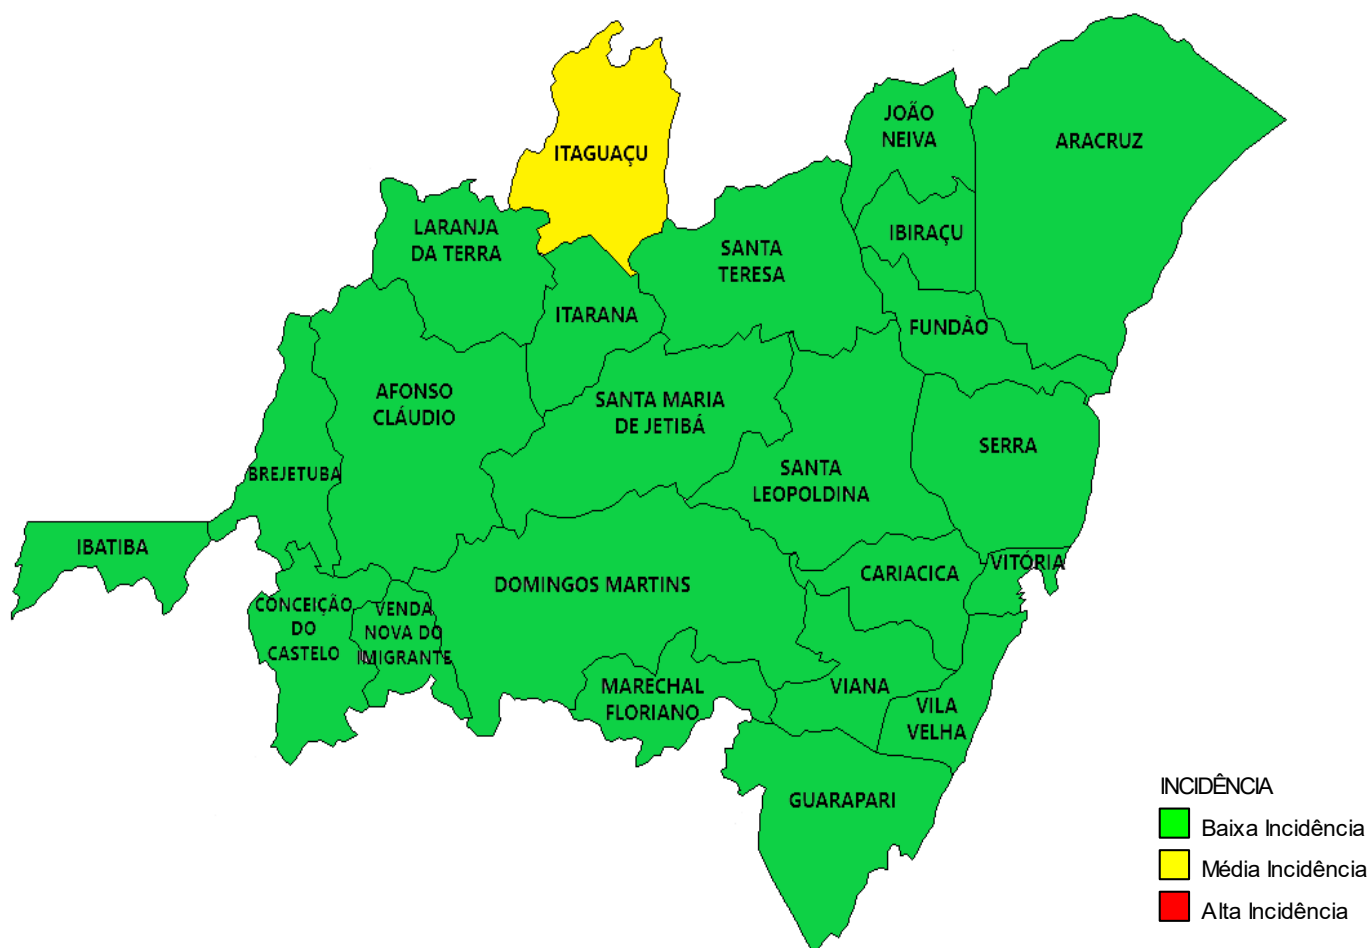 JOÃO
NEIVA
ARACRUZ
ITAGUAÇU
LARANJA
DA TERRA
SANTA
TERESA
IBIRAÇU
ITARANA
FUNDÃO
AFONSO
CLÁUDIO
SANTA MARIA
DE JETIBÁ
SERRA
BREJETUBA
SANTA
LEOPOLDINA
IBATIBA
DOMINGOS MARTINS
CARIACICA
VITÓRIA
CONCEIÇÃO
DO
CASTELO
VENDA
NOVA DO
IMIGRANTE
MARECHAL
FLORIANO
VIANA
VILA
VELHA
GUARAPARI
INCIDÊNCIA
Baixa Incidência
Média Incidência
Alta Incidência